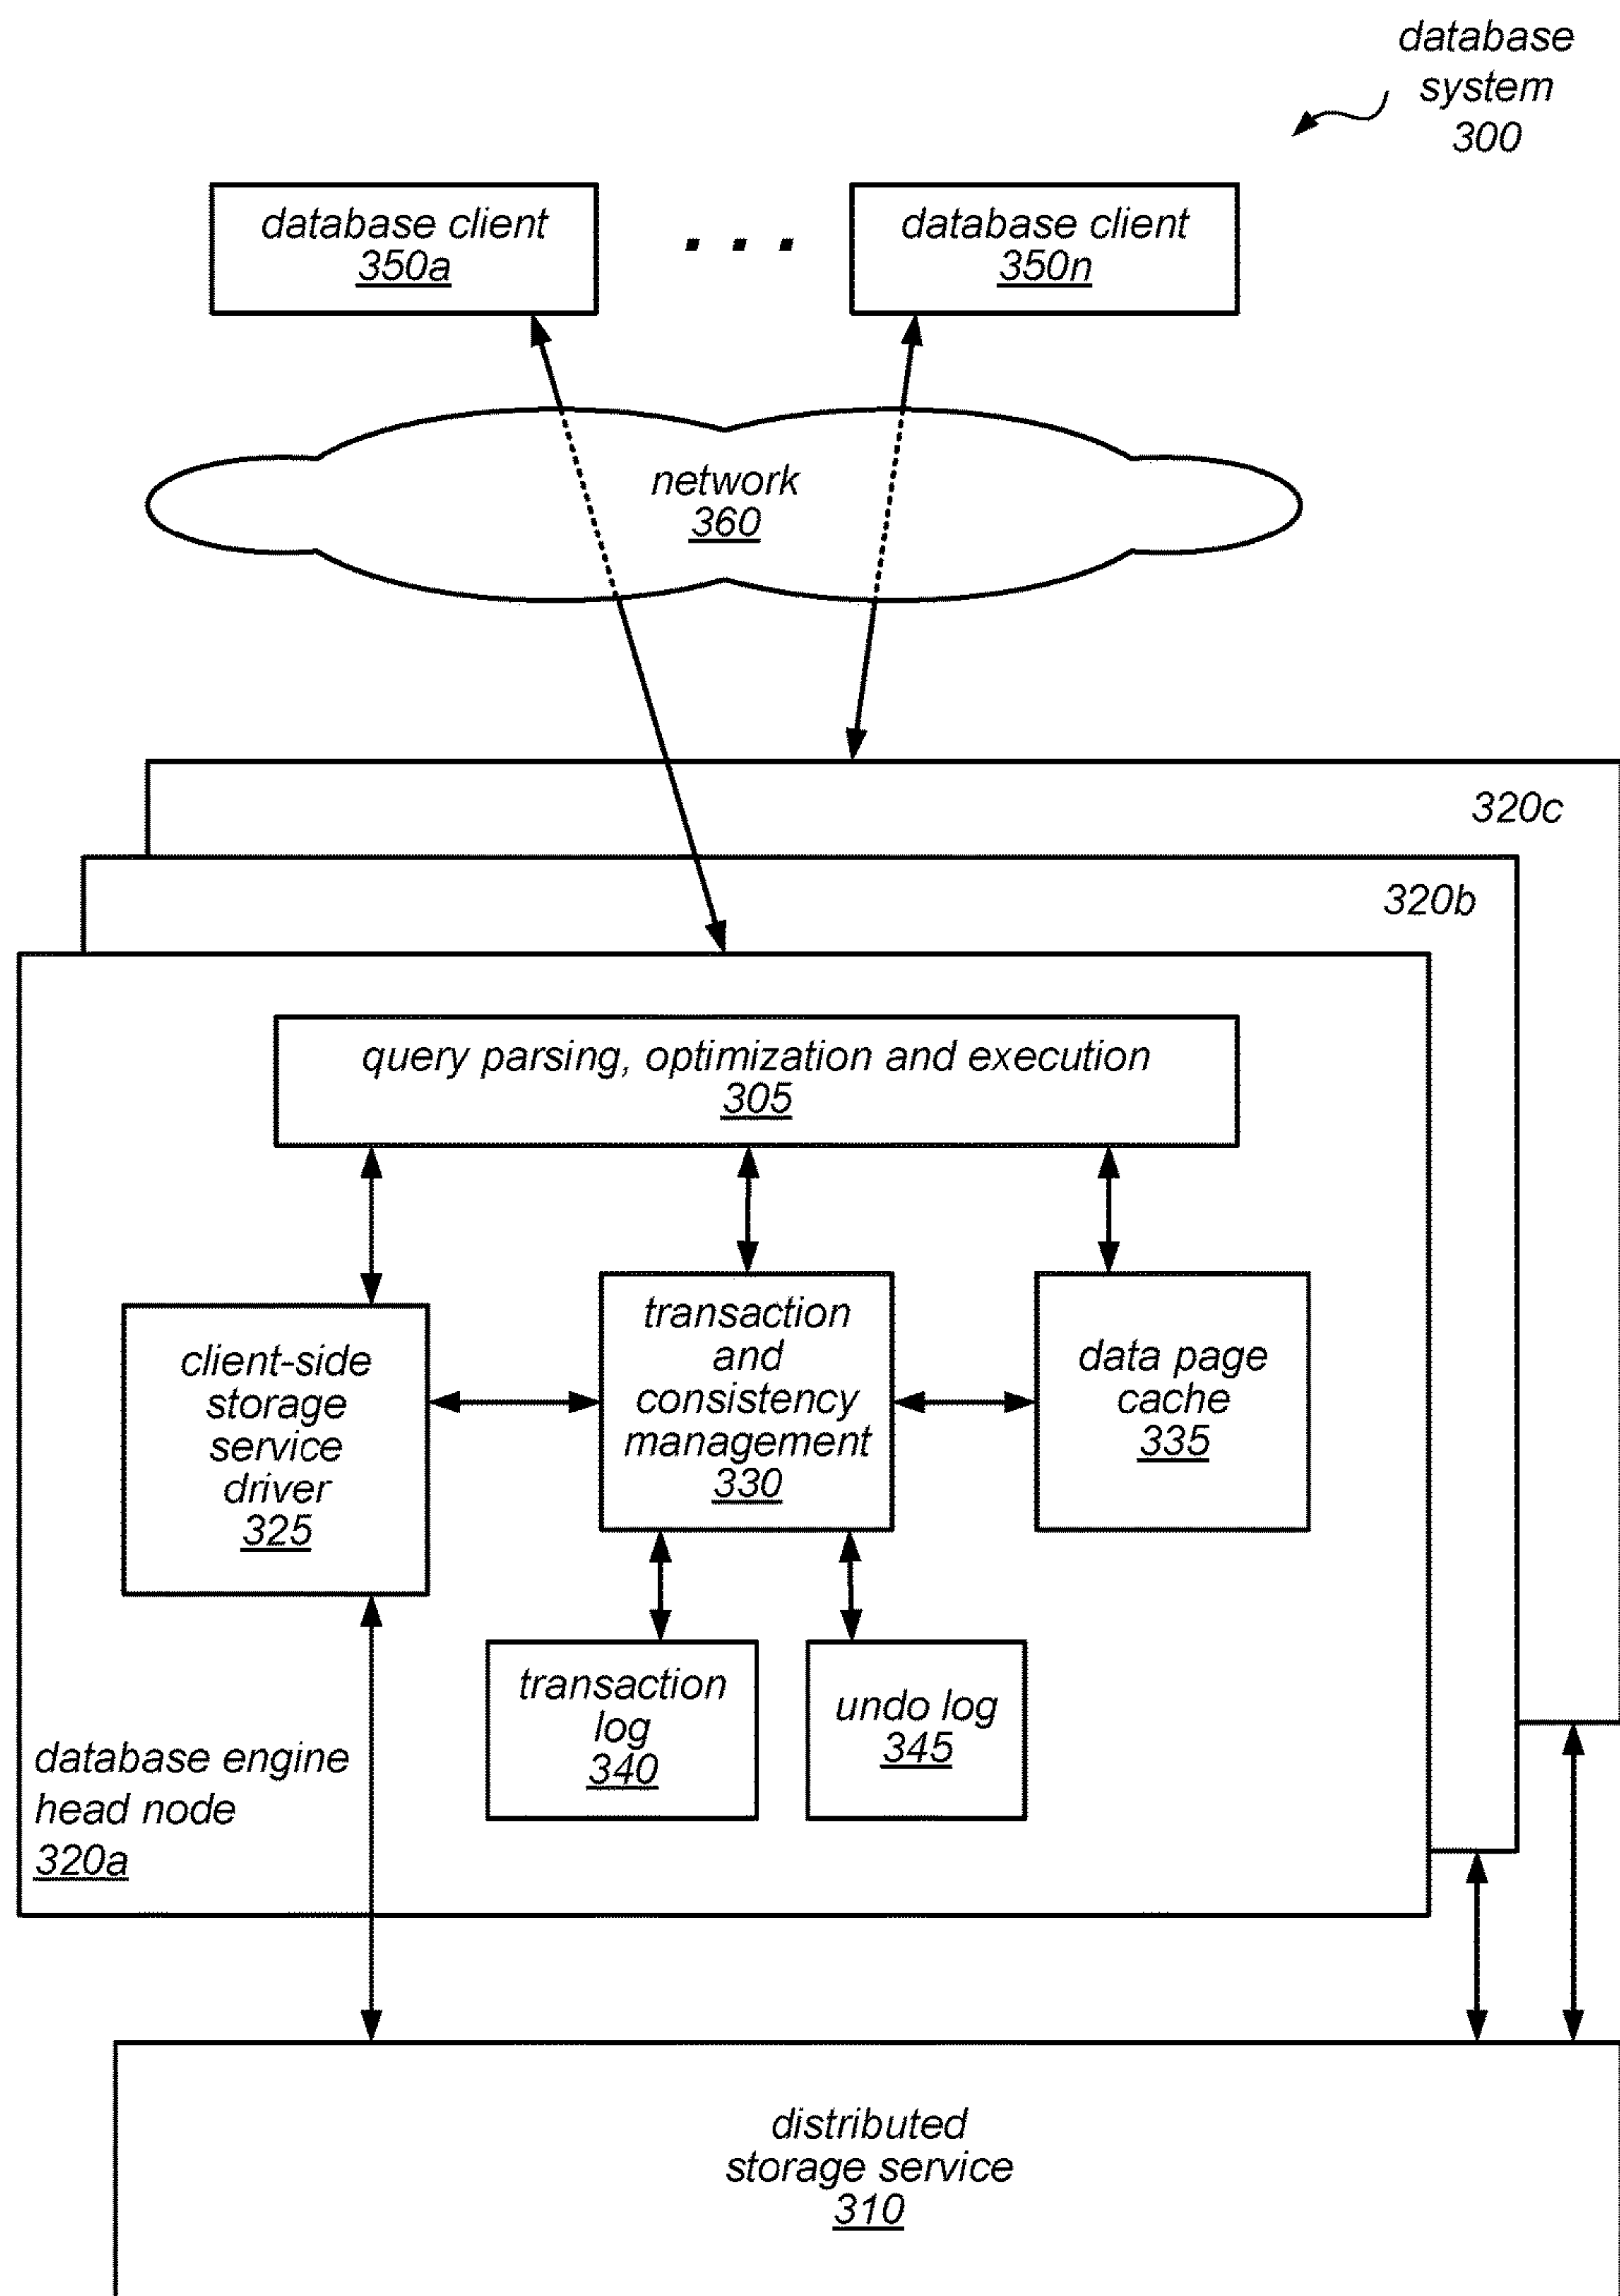 database
system
300
database client
350a
. . .
database client
350n
network
360
320c
320b
query parsing, optimization and execution
305
client-side
storage
service
driver
325
transaction
and
consistency
management
330
data page
cache
335
transaction
log
340
undo log
345
database engine
head node
320a
distributed
storage service
310